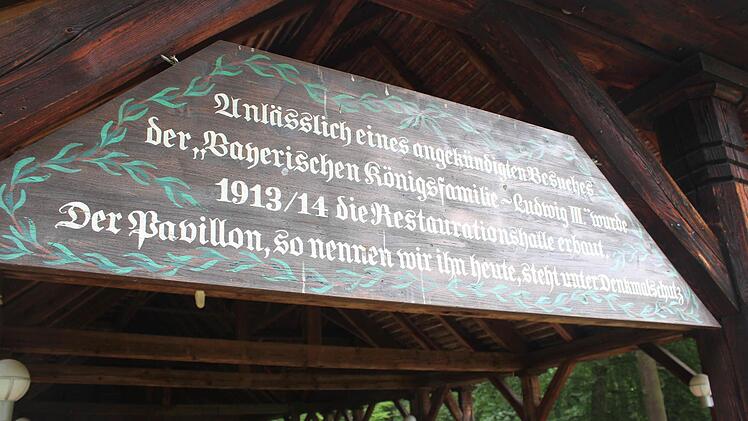 Anlässlich eines angekündigten Besuches
der „Bayerischen Königsfamilie ~ Ludwig III.“ wurde
1913/14 die Restaurationshalle erbaut.
Der Pavillon, so nennen wir ihn heute, steht unter Denkmalschutz